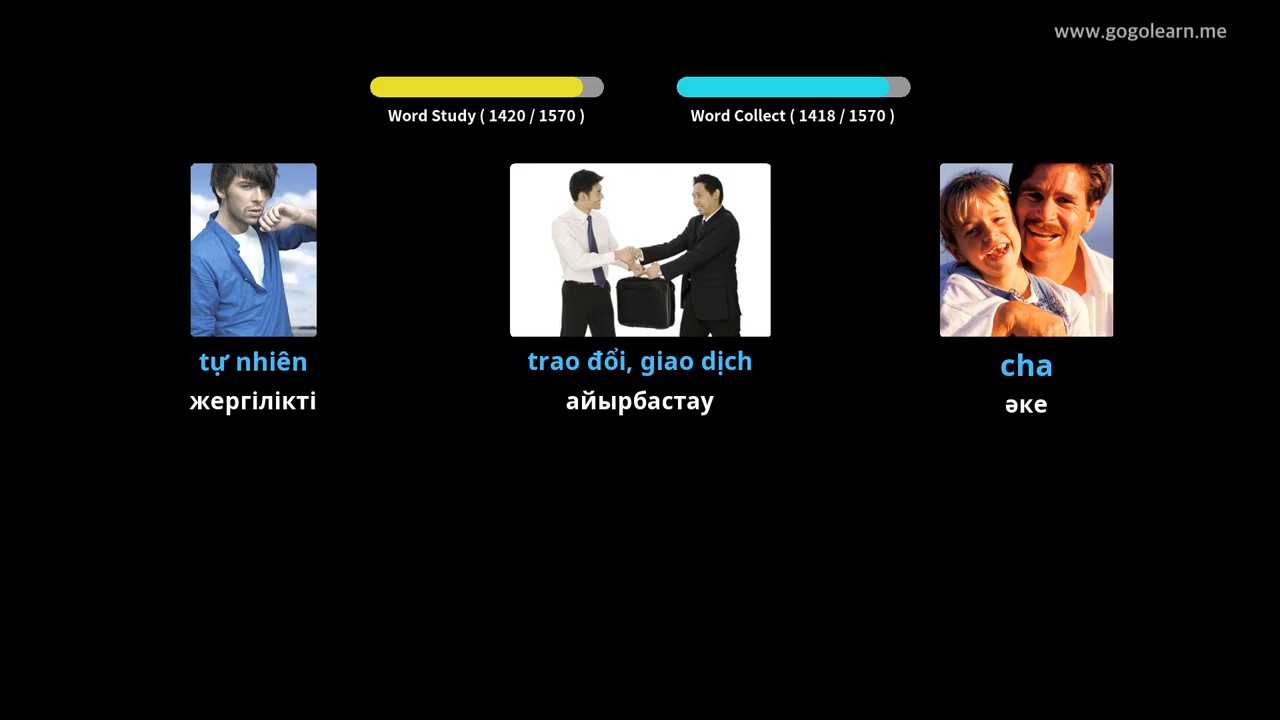 www.gogolearn.me
Word Study ( 1420 / 1570 )
Word Collect ( 1418 / 1570 )
tự nhiên
trao đổi, giao dịch
cha
жергілікті
айырбастау
әке